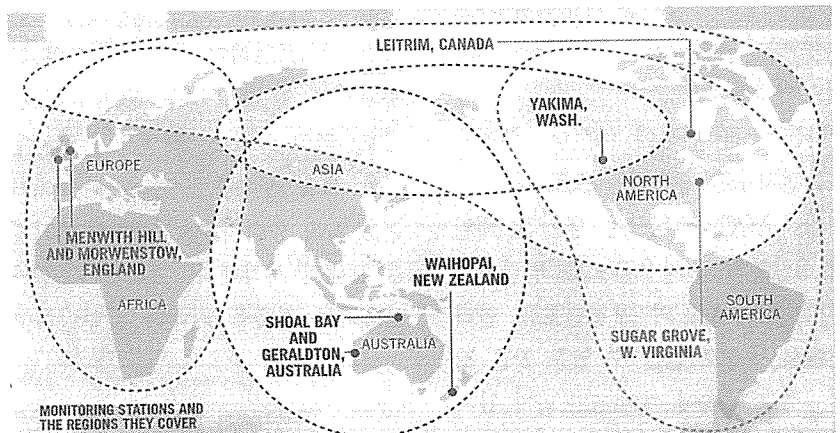 LEITRIM, CANADA
YAKIMA,
WASH.
EUROPE
ASIA
NORTH
AMERICA
MENWITH HILL
AND MORWENSTOW,
ENGLAND
WAIHOPAI,
NEW ZEALAND
AFRICA
SOUTH
AMERICA
SHOAL BAY
AND
GERALDTON,
AUSTRALIA
AUSTRALIA
SUGAR GROVE,
W. VIRGINIA
MONITORING STATIONS AND
THE REGIONS THEY COVER